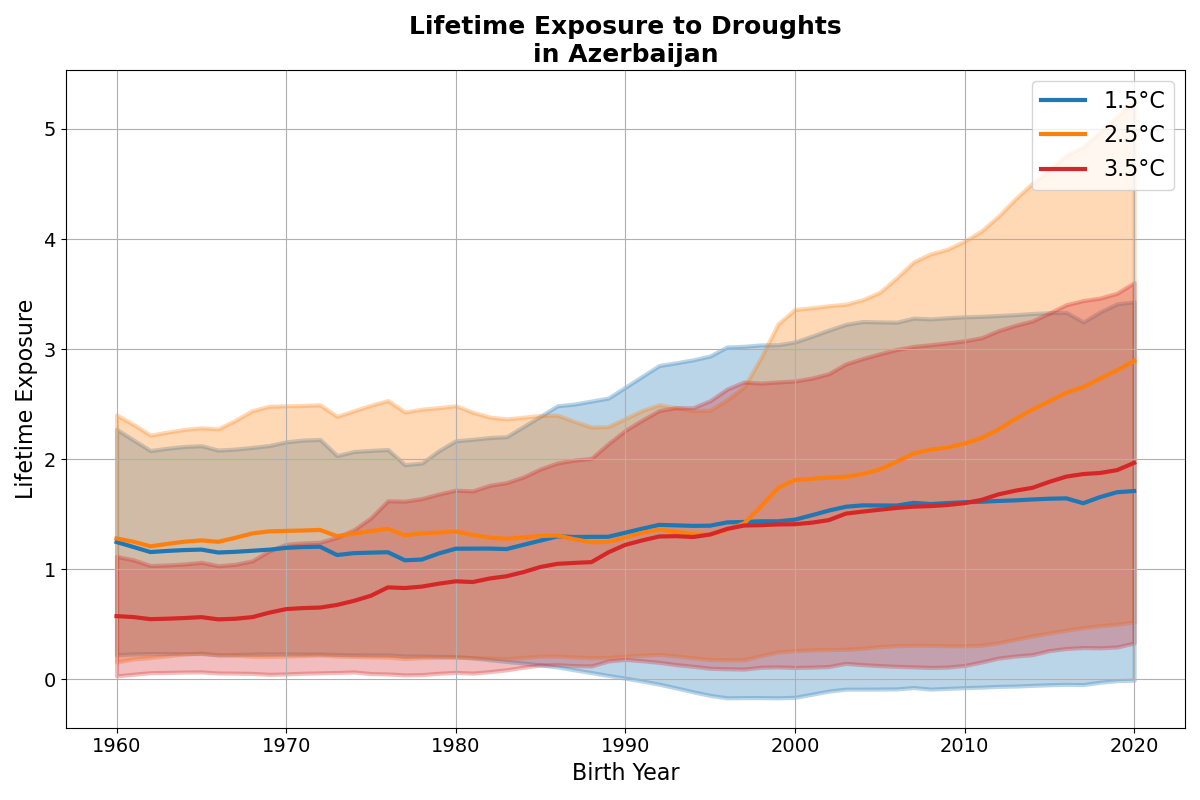 Lifetime Exposure to Droughts
in Azerbaijan
1.5°C
2.5°C
3.5°C
Lifetime Exposure
5
4
3
2
1
0
1960
1970
1980
1990
2000
2010
2020
Birth Year